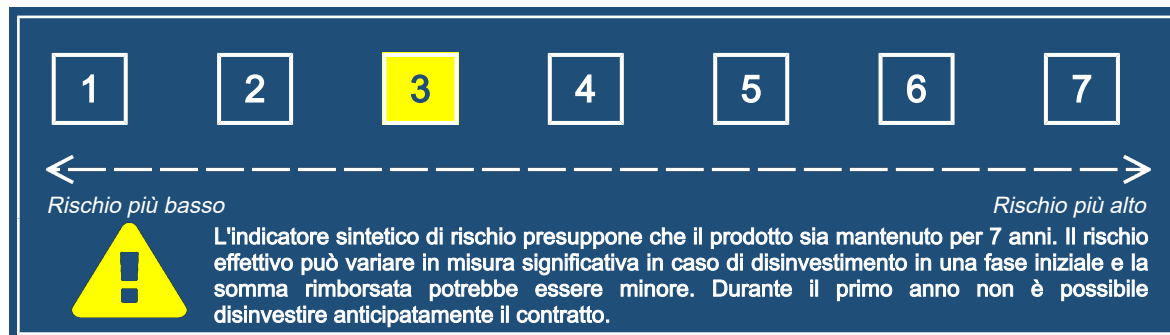 1 2 3 4 5 6 7
Rischio più basso Rischio più alto
L'indicatore sintetico di rischio presuppone che il prodotto sia mantenuto per 7 anni. Il rischio
effettivo può variare in misura significativa in caso di disinvestimento in una fase iniziale e la
somma rimborsata potrebbe essere minore. Durante il primo anno non è possibile
disinvestire anticipatamente il contratto.